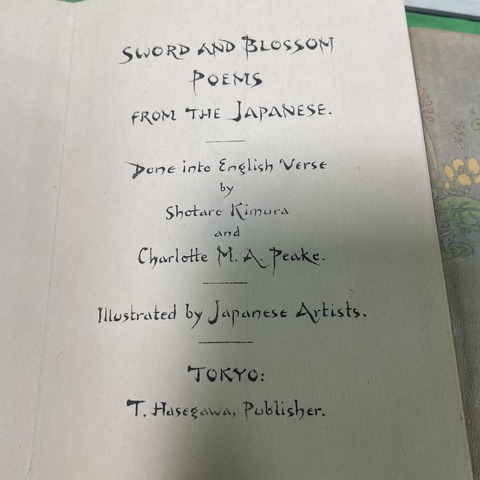 SWORD AND BLOSSOM
POEMS
FROM THE JAPANESE.
Done into English Verse
by
Shotaro Kimura
and
Charlotte M. A. Peake.
Illustrated by Japanese Artists.
TOKYO:
T. Hasegawa, Publisher.